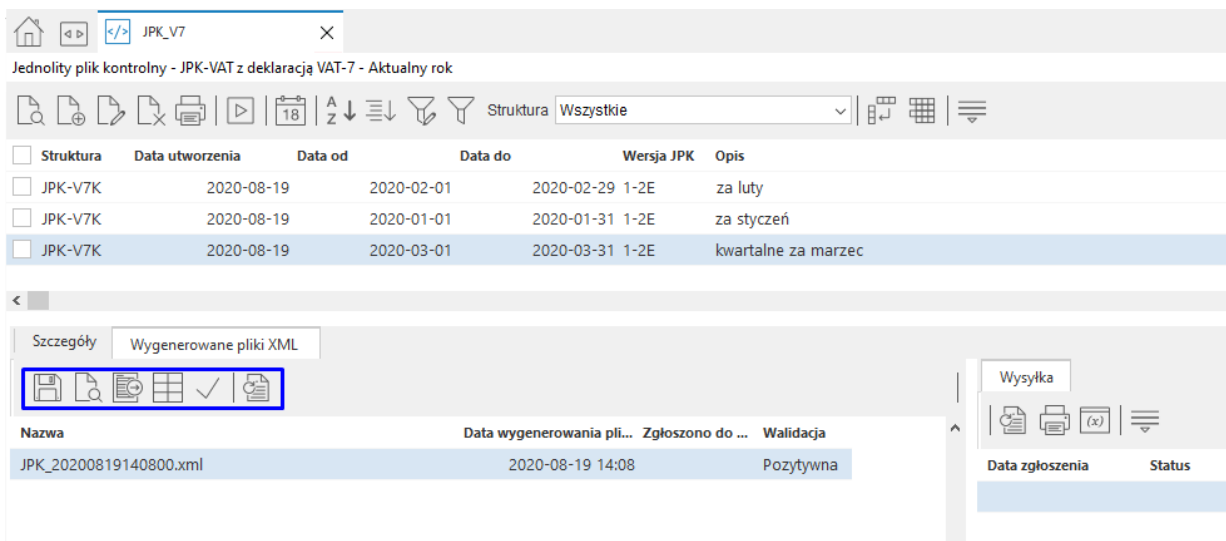 </> JPK_V7
Jednolity plik kontrolny - JPK-VAT z deklaracją VAT-7 - Aktualny rok
18 A Z Struktura Wszystkie
Struktura Data utworzenia Data od Data do Wersja JPK Opis
JPK-V7K 2020-08-19 2020-02-01 2020-02-29 1-2E za luty
JPK-V7K 2020-08-19 2020-01-01 2020-01-31 1-2E za styczeń
JPK-V7K 2020-08-19 2020-03-01 2020-03-31 1-2E kwartalne za marzec
Szczegóły Wygenerowane pliki XML
Wysyłka
(x)
Nazwa Data wygenerowania pli... Zgłoszono do ... Walidacja
Data zgłoszenia Status
JPK_20200819140800.xml 2020-08-19 14:08 Pozytywna